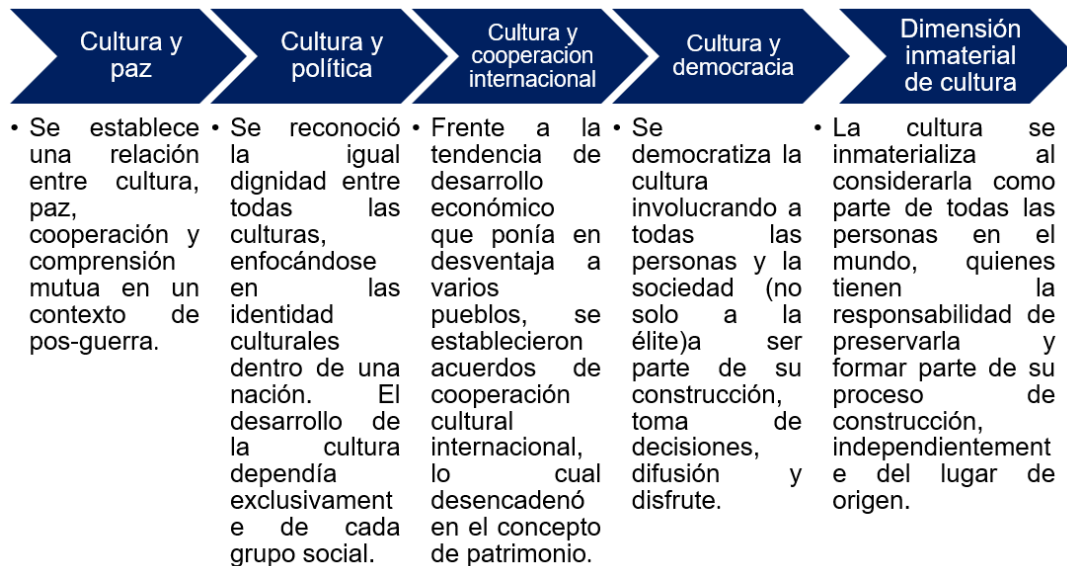 Cultura y
paz
Cultura y
política
Cultura y
cooperacion
internacional
Cultura y
democracia
Dimensión
inmaterial
de cultura
• Se establece
una relación
entre cultura,
paz,
cooperación y
comprensión
mutua en un
contexto de
pos-guerra.
• Se reconoció
la igual
dignidad entre
todas las
culturas,
enfocándose
en las
identidad
culturales
dentro de una
nación. El
desarrollo de
la cultura
dependía
exclusivament
e de cada
grupo social.
• Frente a la
tendencia de
desarrollo
económico
que ponía en
desventaja a
varios
pueblos, se
establecieron
acuerdos de
cooperación
cultural
internacional,
lo cual
desencadenó
en el concepto
de patrimonio.
• Se
democratiza la
cultura
involucrando a
todas las
personas y la
sociedad (no
solo a la
élite)a ser
parte de su
construcción,
toma de
decisiones,
difusión y
disfrute.
• La cultura se
inmaterializa al
considerarla como
parte de todas las
personas en el
mundo, quienes
tienen la
responsabilidad de
preservarla y
formar parte de su
proceso de
construcción,
independientement
e del lugar de
origen.